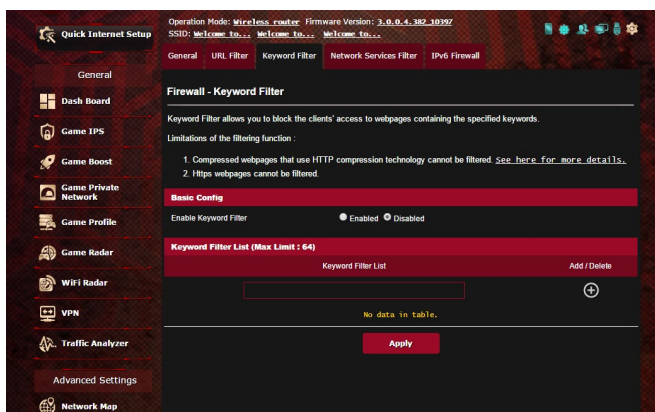 Quick Internet Setup
Operation Mode: Wireless router Firmware Version: 3.0.0.4.382_10397
SSID: Welcome to... Welcome to... Welcome to...
General URL Filter Keyword Filter Network Services Filter IPv6 Firewall
General
Dash Board
Game IPS
Game Boost
Game Private
Network
Game Profile
Game Radar
WiFi Radar
VPN
Traffic Analyzer
Advanced Settings
Network Map
Firewall - Keyword Filter
Keyword Filter allows you to block the clients' access to webpages containing the specified keywords.
Limitations of the filtering function :
1. Compressed webpages that use HTTP compression technology cannot be filtered. See here for more details.
2. Https webpages cannot be filtered.
Basic Config
Enable Keyword Filter Enabled Disabled
Keyword Filter List (Max Limit : 64)
Keyword Filter List Add / Delete
No data in table.
Apply